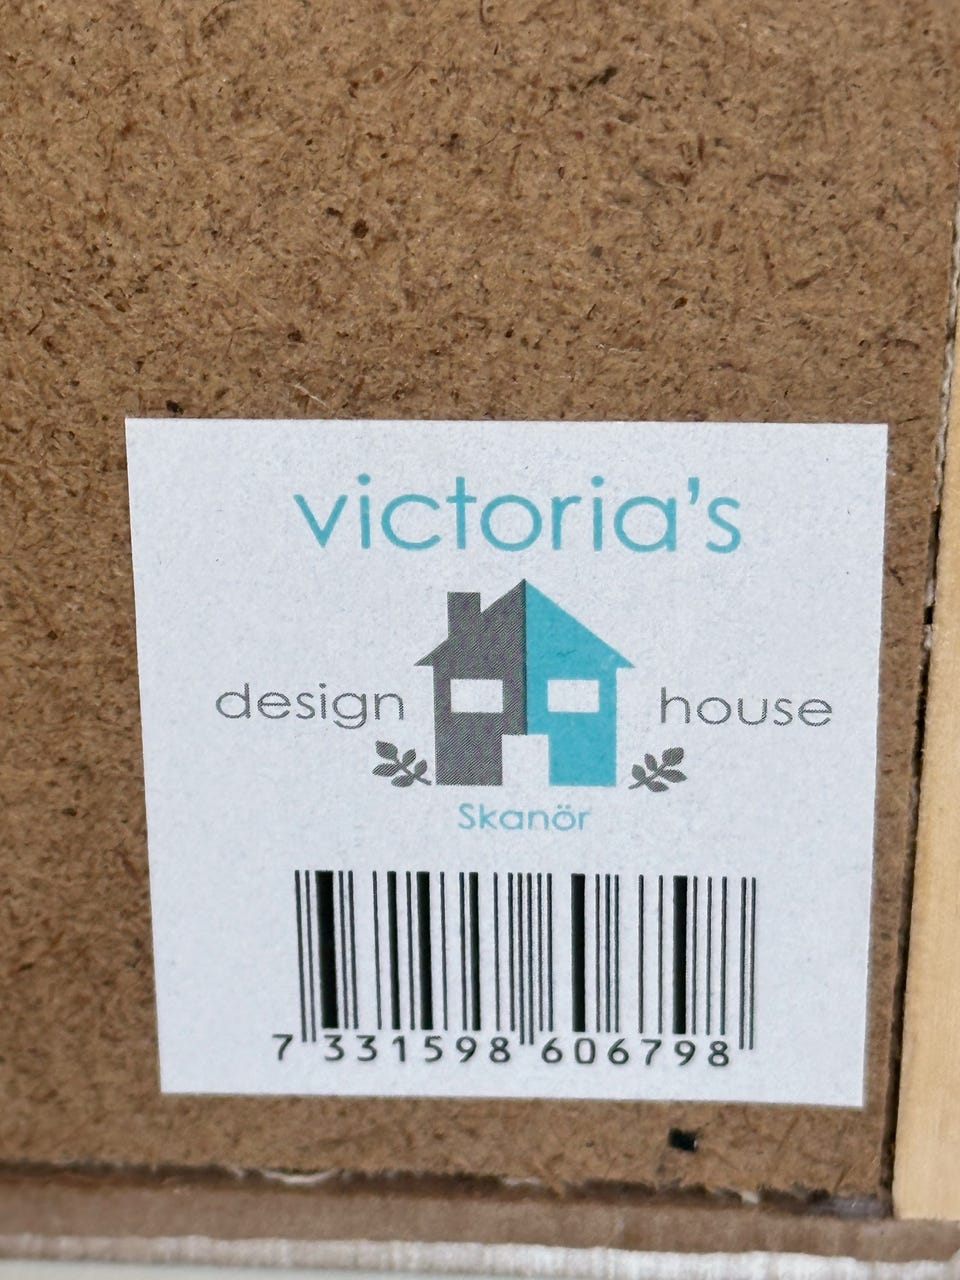 victoria's
design house
Skanör
7 331598 606798